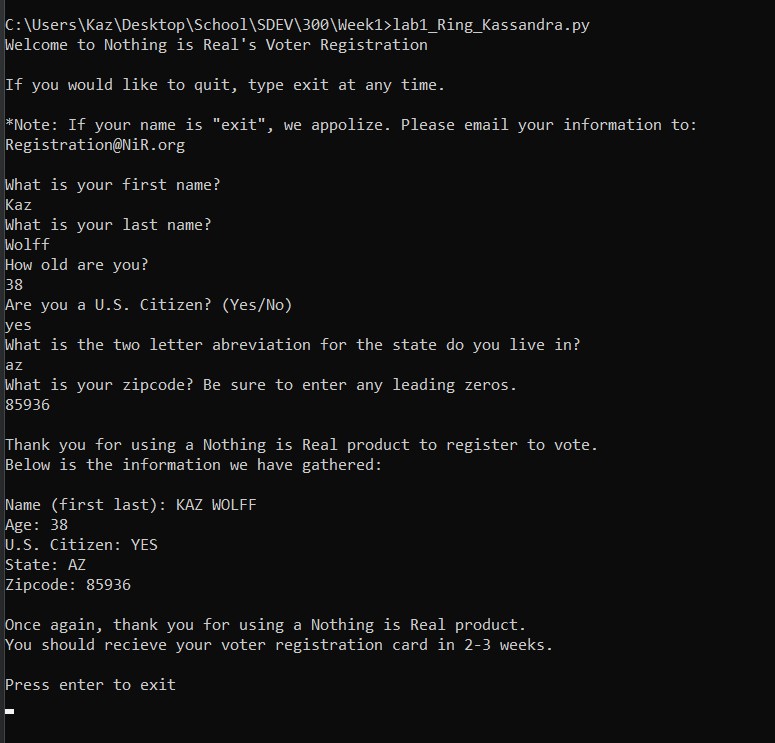 C:\Users\Kaz\Desktop\School\SDEV\300\Week1>lab1_Ring_Kassandra.py
Welcome to Nothing is Real's Voter Registration
If you would like to quit, type exit at any time.
*Note: If your name is "exit", we appolize. Please email your information to:
Registration@NiR.org
What is your first name?
Kaz
What is your last name?
Wolff
How old are you?
38
Are you a U.S. Citizen? (Yes/No)
yes
What is the two letter abreviation for the state do you live in?
az
What is your zipcode? Be sure to enter any leading zeros.
85936
Thank you for using a Nothing is Real product to register to vote.
Below is the information we have gathered:
Name (first last): KAZ WOLFF
Age: 38
U.S. Citizen: YES
State: AZ
Zipcode: 85936
Once again, thank you for using a Nothing is Real product.
You should recieve your voter registration card in 2-3 weeks.
Press enter to exit